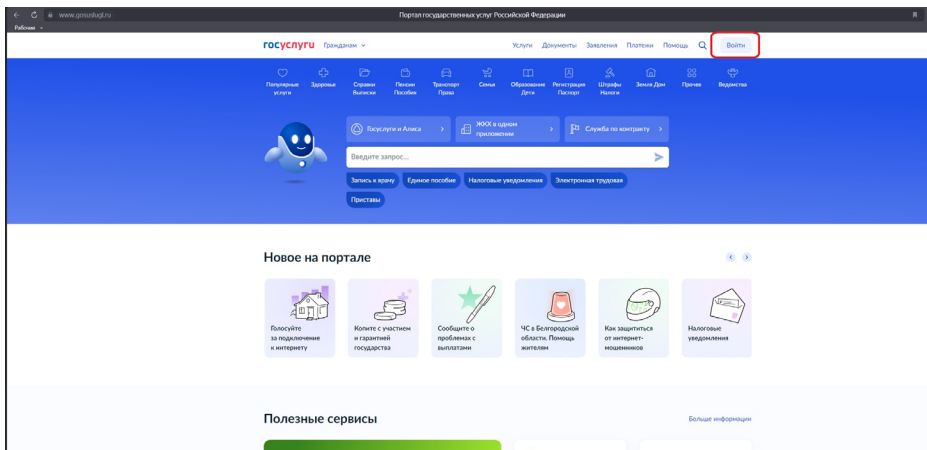 www.gosuslugi.ru
Портал государственных услуг Российской Федерации
Рабочая
госуслуги Гражданам Услуги Документы Заявления Платежи Помощь Войти
Популярные услуги
Здоровье
Справки Выписки
Пенсии Пособия
Транспорт Права
Семья
Образование Дети
Регистрация Паспорт
Штрафы Налоги
Земля Дом
Прочее
Ведомства
Госуслуги и Алиса
ЖКХ в одном
приложении
Служба по контракту
Введите запрос...
Запись к врачу Единое пособие Налоговые уведомления Электронная трудовая
Приставы
Новое на портале
Голосуйте
за подключение
к интернету
Копите с участием
и гарантией
государства
Сообщите о
проблемах с
выплатами
ЧС в Белгородской
области. Помощь
жителям
Как защититься
от интернет-
мошенников
Налоговые
уведомления
Полезные сервисы
Больше информации